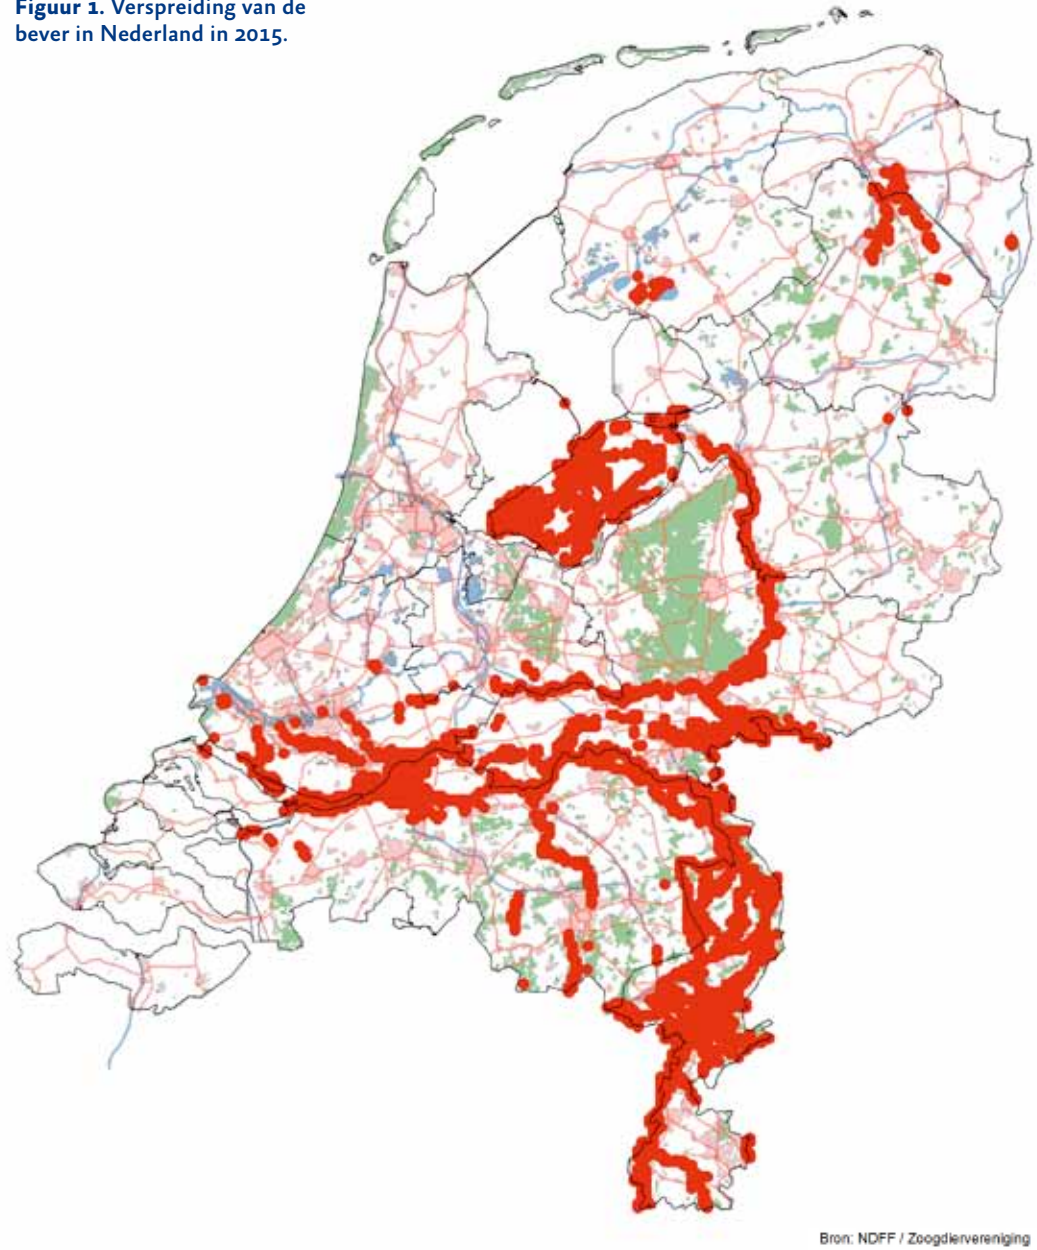 Figuur 1. Verspreiding van de
bever in Nederland in 2015.
Bron: NDFF / Zoogdiervereniging